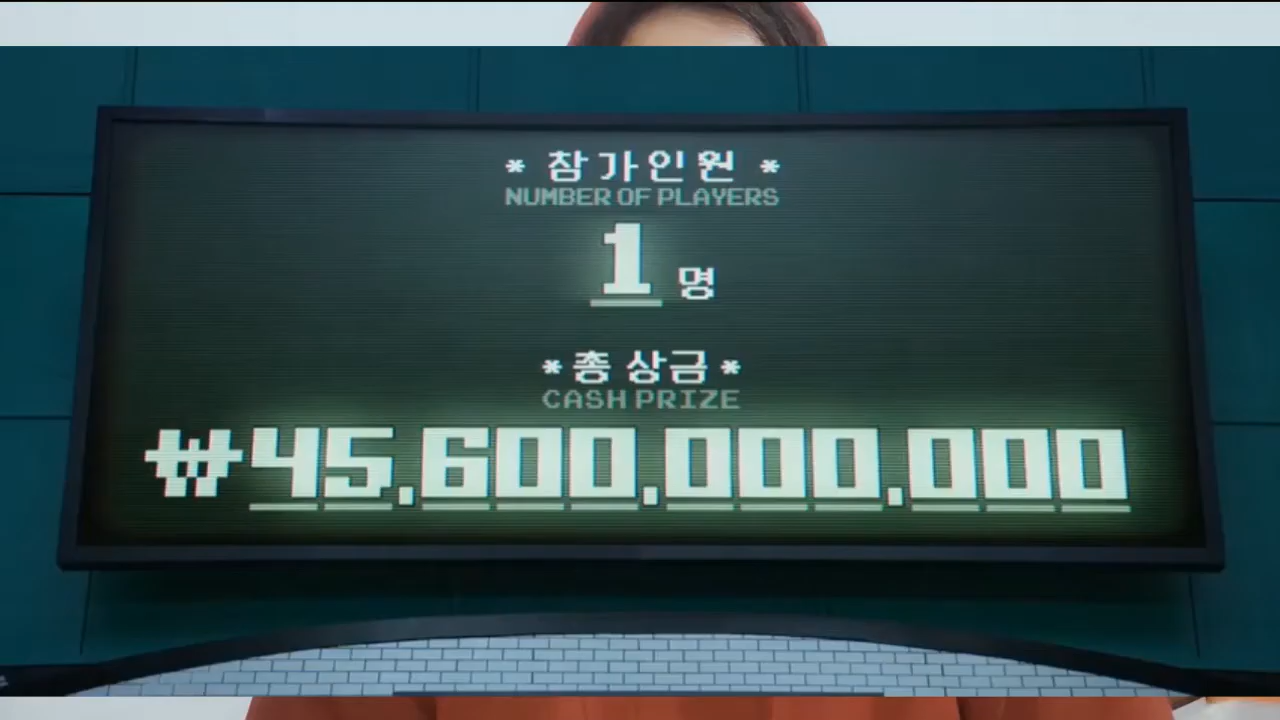 * 참가인원 *
NUMBER OF PLAYERS
1 명
* 총 상금 *
CASH PRIZE
₩45,600,000,000